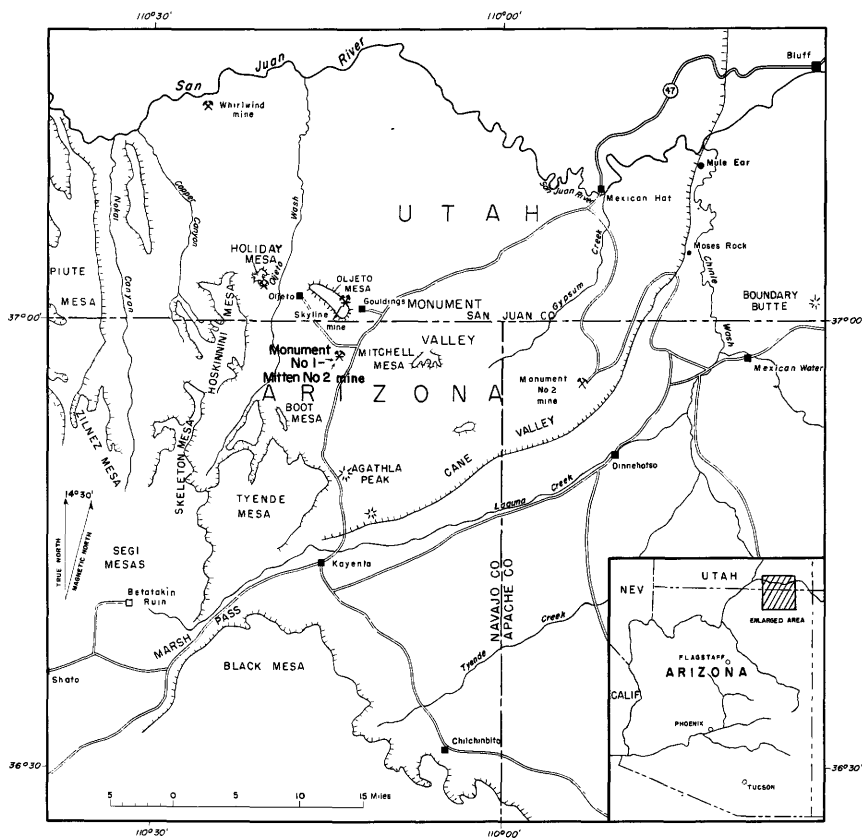 110°30'
110°00'
San Juan River
Whirlwind mine
Bluff
47
Mule Ear
San Juan River
Mexican Hat
UTAH
Nakai Canyon
Copper Canyon
Oljeto Wash
Gypsum Creek
Moses Rock
Chinle Wash
HOLIDAY
MESA
OLJETO
MESA
Oljeto
Gouldings
MONUMENT
VALLEY
SAN JUAN CO
BOUNDARY
BUTTE
PIUTE
MESA
37°00'
37°00'
Skyline
mine
HOSKINNINI MESA
Monument
No 1
Mitten No 2 mine
MITCHELL
MESA
Mexican Water
Monument
No 2
mine
ARIZONA
BOOT
MESA
ZILNEZ MESA
SKELETON MESA
CANE VALLEY
Dinnehotso
AGATHLA
PEAK
TYENDE
MESA
Laguna Creek
14°30'
TRUE NORTH
MAGNETIC NORTH
SEGI
MESAS
Kayenta
Betatakin
Ruin
NAVAJO CO
APACHE CO
MARSH PASS
Tyende Creek
BLACK MESA
Shato
Chilchinbito
36°30'
36°30'
5 0 5 10 15 Miles
110°30'
110°00'
NEV
UTAH
ENLARGED AREA
FLAGSTAFF
ARIZONA
CALIF
PHOENIX
TUCSON